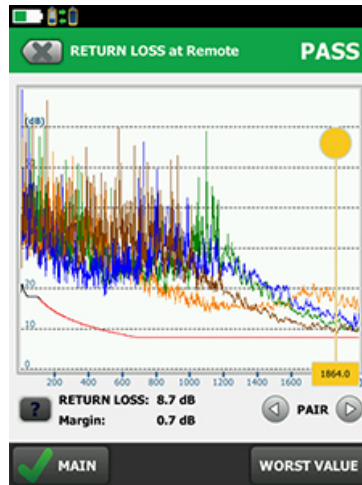 RETURN LOSS at Remote
PASS
(dB)
20
10
0
200 400 600 800 1000 1200 1400 1600
1864.0
?
RETURN LOSS: 8.7 dB
Margin: 0.7 dB
PAIR
MAIN
WORST VALUE